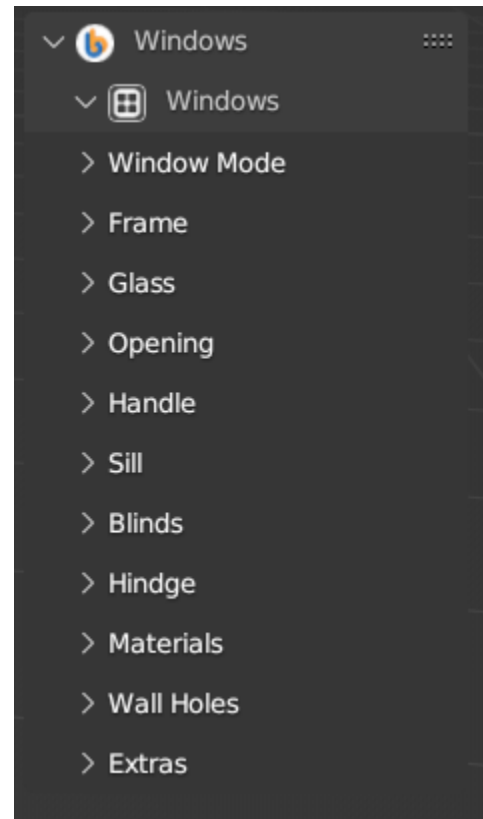 Windows
Windows
Window Mode
Frame
Glass
Opening
Handle
Sill
Blinds
Hindge
Materials
Wall Holes
Extras